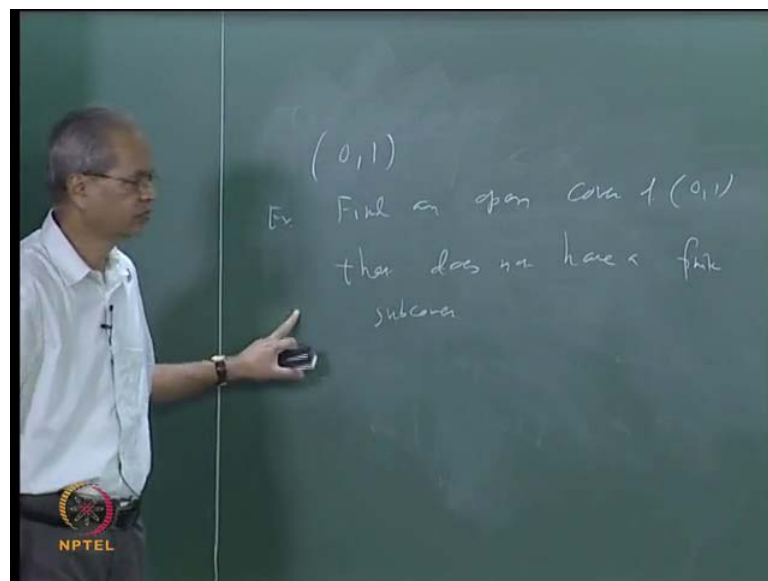 (0,1)
Ex Find an open cover of (0,1)
that does not have a finite
subcover
NPTEL